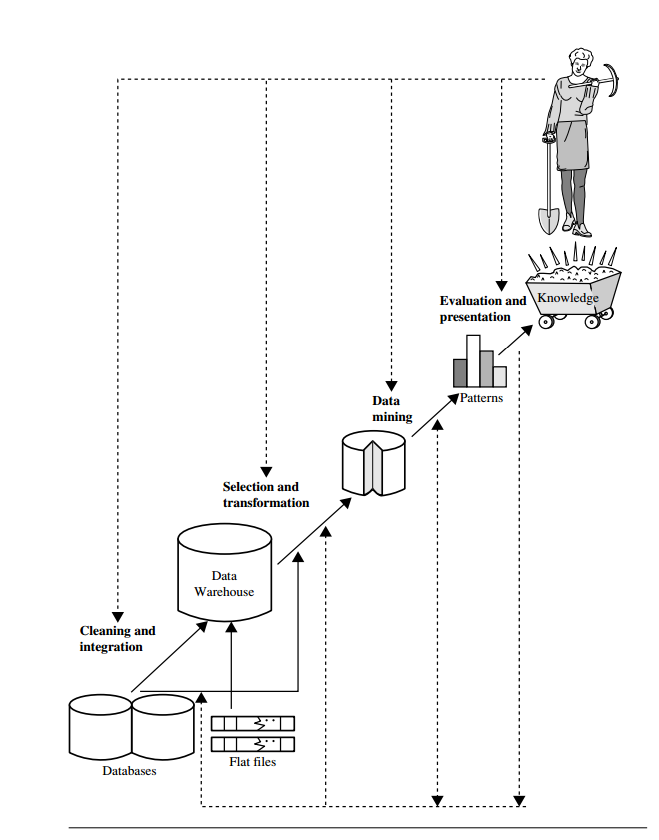 Knowledge
Evaluation and
presentation
Patterns
Data
mining
Selection and
transformation
Data
Warehouse
Cleaning and
integration
Databases
Flat files